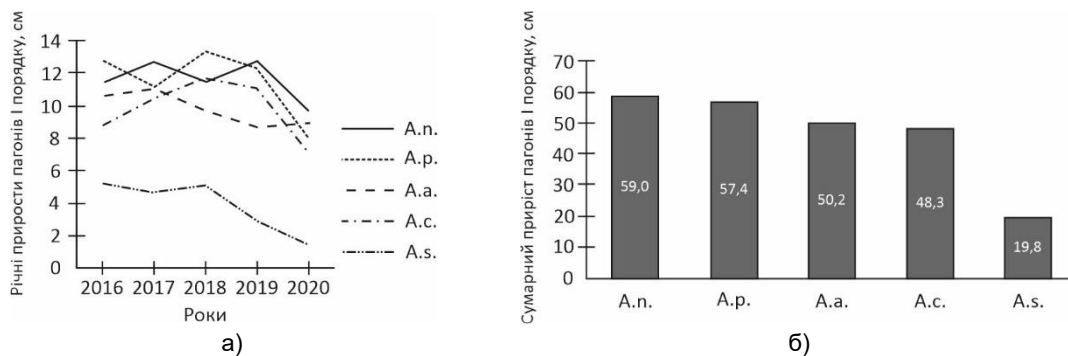 Річні прирости пагонів I порядку, см
14
12
10
8
6
4
2
0
2016 2017 2018 2019 2020
Роки
A.n.
A.p.
A.a.
A.c.
A.s.
а)
Сумарний приріст пагонів I порядку, см
70
60
50
40
30
20
10
0
59,0
57,4
50,2
48,3
19,8
A.n. A.p. A.a. A.c. A.s.
б)